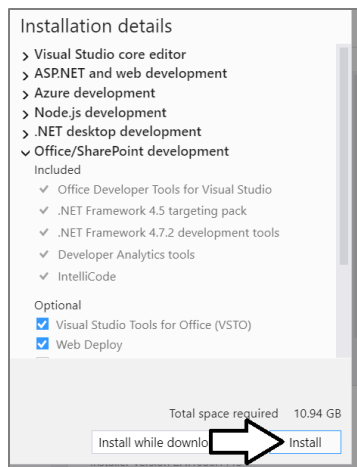 Installation details
Visual Studio core editor
ASP.NET and web development
Azure development
Node.js development
.NET desktop development
Office/SharePoint development
Included
Office Developer Tools for Visual Studio
.NET Framework 4.5 targeting pack
.NET Framework 4.7.2 development tools
Developer Analytics tools
IntelliCode
Optional
Visual Studio Tools for Office (VSTO)
Web Deploy
Total space required 10.94 GB
Install while downlo Install